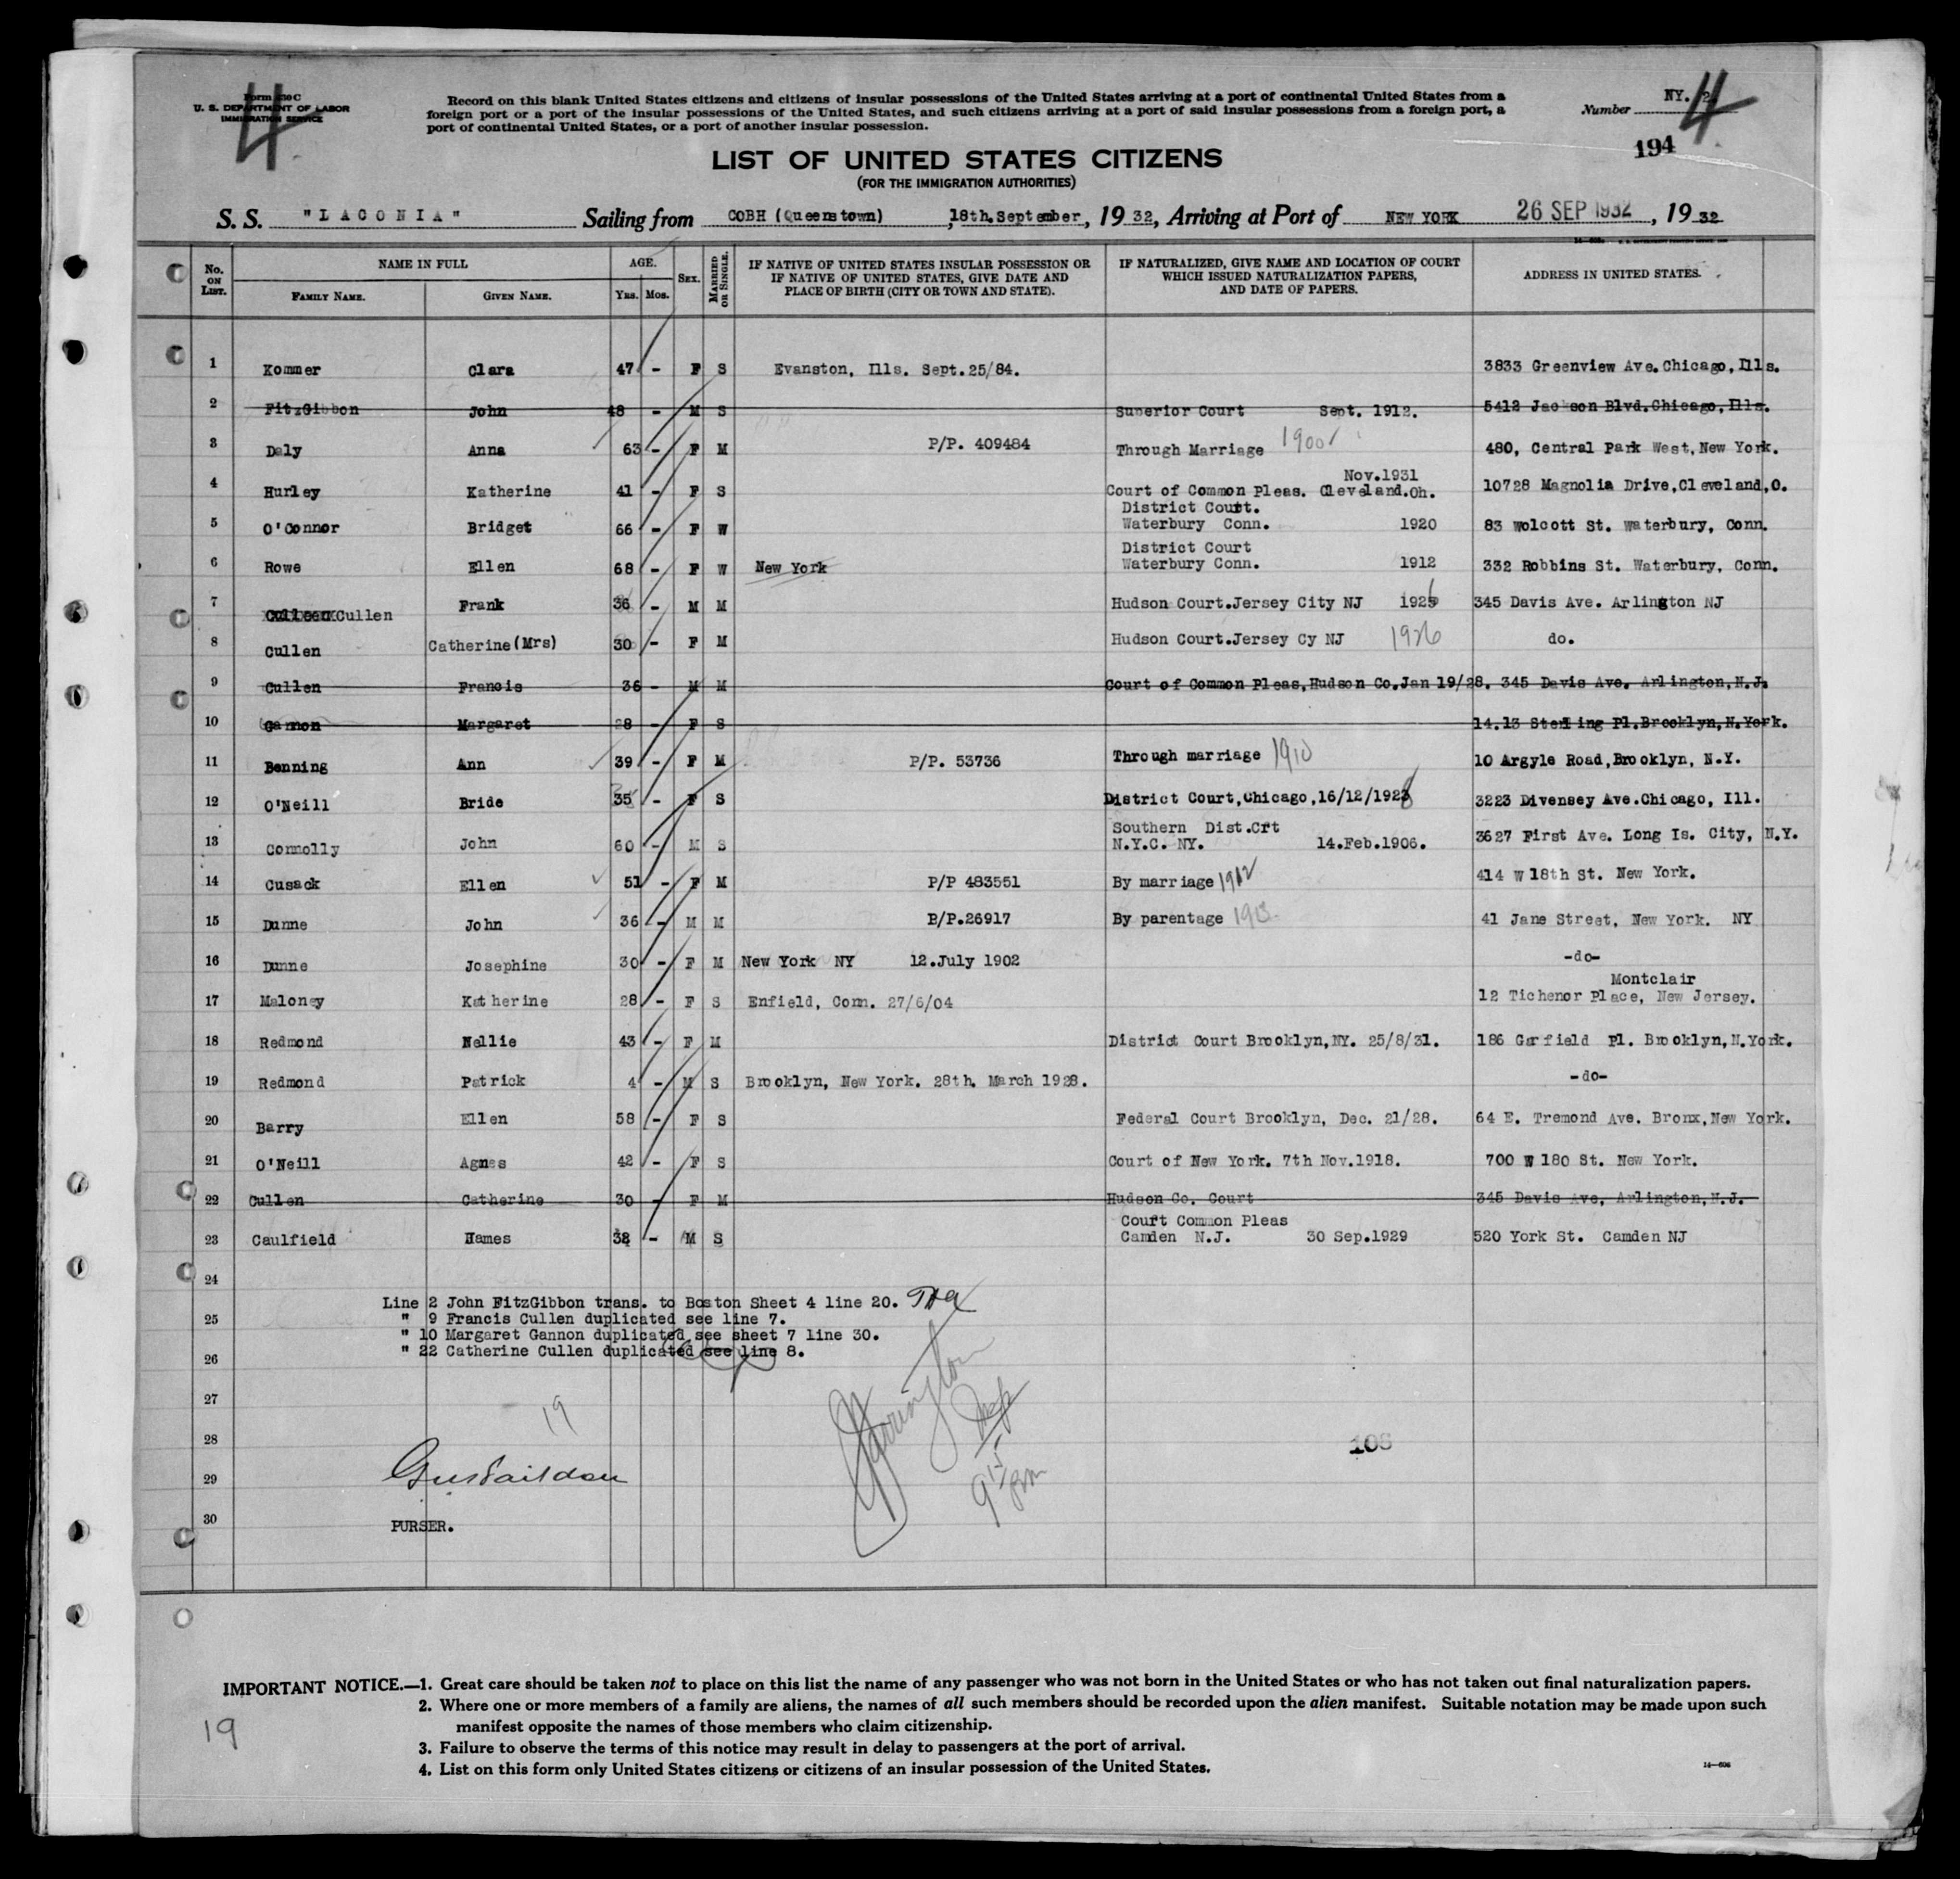 4
Form 630 C
U. S. DEPARTMENT OF LABOR
IMMIGRATION SERVICE
Record on this blank United States citizens and citizens of insular possessions of the United States arriving at a port of continental United States from a
foreign port or a port of the insular possessions of the United States, and such citizens arriving at a port of said insular possessions from a foreign port, a
port of continental United States, or a port of another insular possession.
Number NY. 4
194
LIST OF UNITED STATES CITIZENS
(FOR THE IMMIGRATION AUTHORITIES)
S. S. "LACONIA" Sailing from COBH (Queenstown) , 18th. September, 19 32, Arriving at Port of NEW YORK 26 SEP 1932, 19 32
No. ON LIST. NAME IN FULL FAMILY NAME. GIVEN NAME. AGE. Yrs. Mos. SEX. MARRIED OR SINGLE. IF NATIVE OF UNITED STATES INSULAR POSSESSION OR IF NATIVE OF UNITED STATES, GIVE DATE AND PLACE OF BIRTH (CITY OR TOWN AND STATE). IF NATURALIZED, GIVE NAME AND LOCATION OF COURT WHICH ISSUED NATURALIZATION PAPERS, AND DATE OF PAPERS. ADDRESS IN UNITED STATES.
1 Kommer Clara 47 - F S Evanston, Ills. Sept.25/84. 3833 Greenview Ave.Chicago,Ills.
2 FitzGibbon John 48 - M S Superior Court Sept. 1912. 5412 Jackson Blvd.Chicago,Ills.
3 Daly Anna 63 - F M P/P. 409484 Through Marriage 1900 480, Central Park West,New York.
4 Hurley Katherine 41 - F S Court of Common Pleas. Cleveland.Oh. Nov.1931 10728 Magnolia Drive,Cleveland,O.
5 O'Connor Bridget 66 - F W District Court. Waterbury Conn. 1920 83 Wolcott St. Waterbury, Conn.
6 Rowe Ellen 68 - F W New York District Court Waterbury Conn. 1912 332 Robbins St. Waterbury, Conn.
7 Cullen Frank 36 - M M Hudson Court.Jersey City NJ 1926 345 Davis Ave. Arlington NJ
8 Cullen Catherine(Mrs) 30 - F M Hudson Court.Jersey Cy NJ 1926 do.
9 Cullen Francis 36 - M M Court of Common Pleas,Hudson Co.Jan 19/28. 345 Davis Ave. Arlington,N.J.
10 Gannon Margaret 28 - F S 14.13 Sterling Pl.Brooklyn,N.York.
11 Benning Ann 39 - F M P/P. 53736 Through marriage 1910 10 Argyle Road,Brooklyn, N.Y.
12 O'Neill Bride 35 - F S District Court,Chicago,16/12/1928 3223 Divensey Ave.Chicago, Ill.
13 Connolly John 60 - M S Southern Dist.Crt N.Y.C. NY. 14.Feb.1906. 3627 First Ave. Long Is. City, N.Y.
14 Cusack Ellen 51 - F M P/P 483551 By marriage 1912 414 W 18th St. New York.
15 Dunne John 36 - M M P/P.26917 By parentage 41 Jane Street, New York. NY
16 Dunne Josephine 30 - F M New York NY 12.July 1902 -do-
17 Maloney Katherine 28 - F S Enfield, Conn. 27/6/04 12 Tichenor Place, Montclair New Jersey.
18 Redmond Nellie 43 - F M District Court Brooklyn,NY. 25/8/31. 186 Garfield Pl. Brooklyn,N.York.
19 Redmond Patrick 4 - M S Brooklyn, New York. 28th. March 1928. -do-
20 Barry Ellen 58 - F S Federal Court Brooklyn, Dec. 21/28. 64 E. Tremond Ave. Bronx,New York.
21 O'Neill Agnes 42 - F S Court of New York. 7th Nov.1918. 700 W 180 St. New York.
22 Cullen Catherine 30 - F M Hudson Co. Court 345 Davis Ave, Arlington,N.J.
23 Caulfield Hames 38 - M S Court Common Pleas Camden N.J. 30 Sep.1929 520 York St. Camden NJ
24
Line 2 John FitzGibbon trans. to Boston Sheet 4 line 20.
25 " 9 Francis Cullen duplicated see line 7.
" 10 Margaret Gannon duplicated see sheet 7 line 30.
26 " 22 Catherine Cullen duplicated see line 8.
27
19
28
106
29
9 15 pm
30
PURSER.
IMPORTANT NOTICE.—1. Great care should be taken not to place on this list the name of any passenger who was not born in the United States or who has not taken out final naturalization papers.
2. Where one or more members of a family are aliens, the names of all such members should be recorded upon the alien manifest. Suitable notation may be made upon such
manifest opposite the names of those members who claim citizenship.
3. Failure to observe the terms of this notice may result in delay to passengers at the port of arrival.
4. List on this form only United States citizens or citizens of an insular possession of the United States.
19
14—606